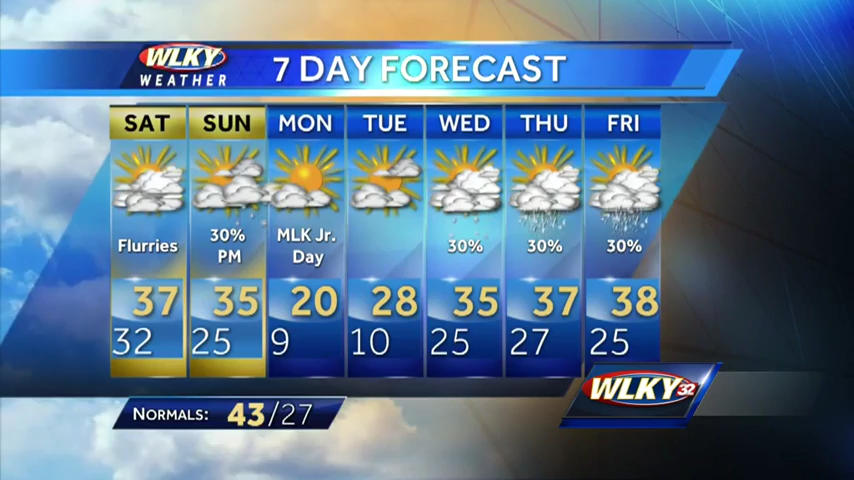 WLKY
WEATHER
7 DAY FORECAST
SAT SUN MON TUE WED THU FRI
Flurries 30% PM MLK Jr. Day 30% 30% 30%
37 35 20 28 35 37 38
32 25 9 10 25 27 25
NORMALS: 43/27
WLKY 32